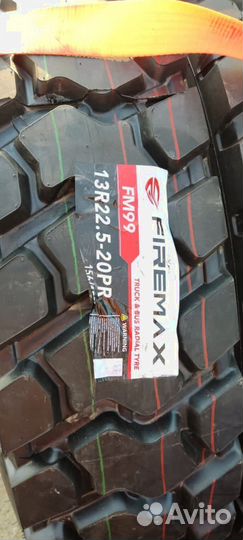 FIREMAX
TRUCK & BUS RADIAL TYRE
FM99
13R22.5-20PR
WARNING
Avito